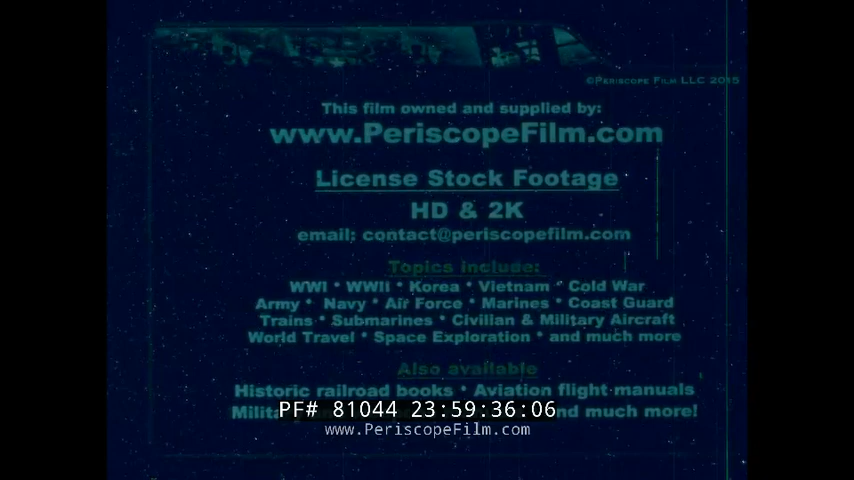 ©Periscope Film LLC 2015
This film owned and supplied by:
www.PeriscopeFilm.com
License Stock Footage
HD & 2K
email: contact@periscopefilm.com
Topics include:
WWI * WWII * Korea * Vietnam * Cold War
Army * Navy * Air Force * Marines * Coast Guard
Trains * Submarines * Civilian & Military Aircraft
World Travel * Space Exploration * and much more
Also available
Historic railroad books * Aviation flight manuals
and much more!
PF# 81044 23:59:36:06
www.PeriscopeFilm.com